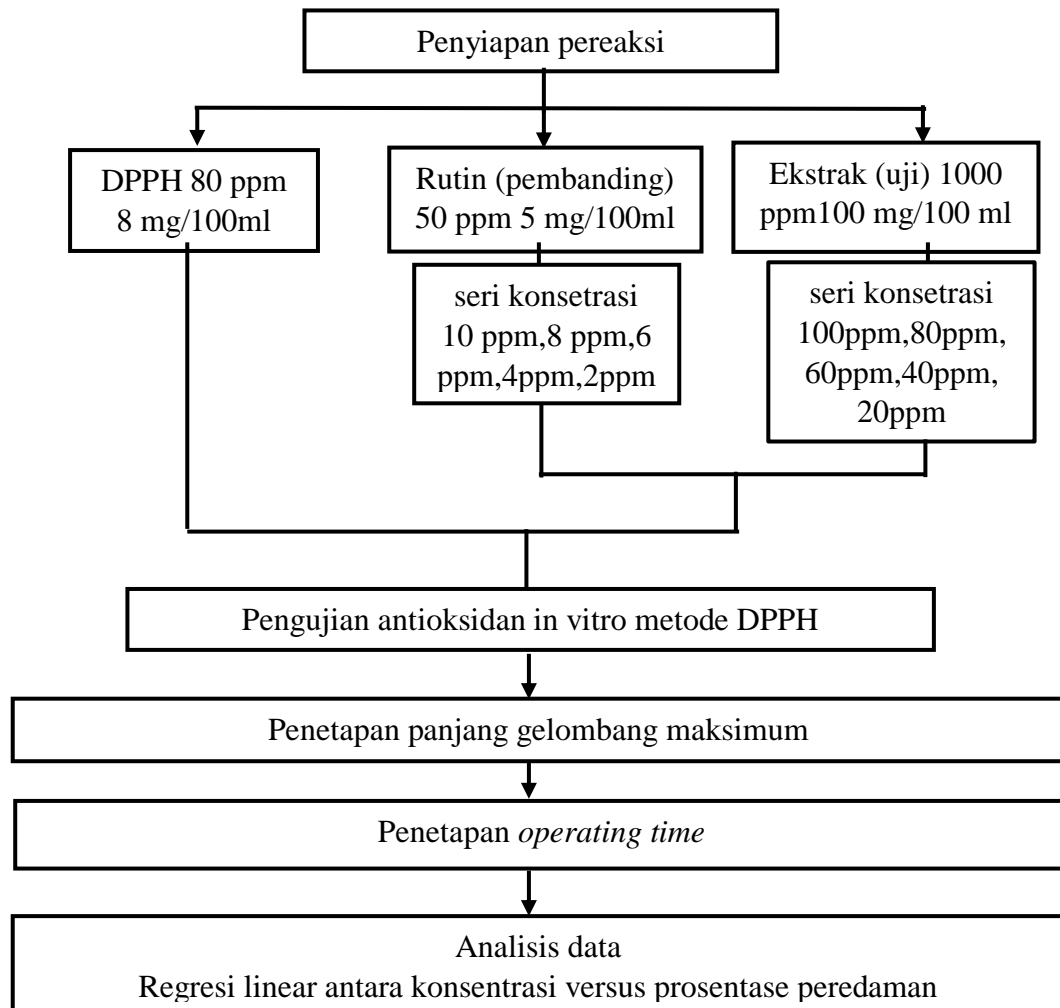 Penyiapan pereaksi
DPPH 80 ppm
8 mg/100ml
Rutin (pembanding)
50 ppm 5 mg/100ml
Ekstrak (uji) 1000
ppm100 mg/100 ml
seri konsetrasi
10 ppm,8 ppm,6
ppm,4ppm,2ppm
seri konsetrasi
100ppm,80ppm,
60ppm,40ppm,
20ppm
Pengujian antioksidan in vitro metode DPPH
Penetapan panjang gelombang maksimum
Penetapan operating time
Analisis data
Regresi linear antara konsentrasi versus prosentase peredaman